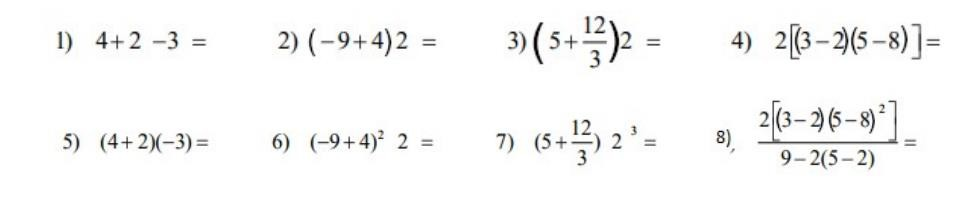 1) 4+2 −3 = 2) (−9+4)2 = 3) (5+12/3)2 = 4) 2[(3−2)(5−8)]=
5) (4+2)(−3)= 6) (−9+4)² 2 = 7) (5+12/3) 2³ = 8), 2[(3−2)(5−8)²]/9−2(5−2) =